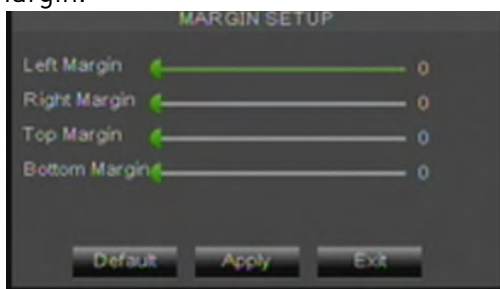 MARGIN SETUP
Left Margin 0
Right Margin 0
Top Margin 0
Bottom Margin 0
Default Apply Exit